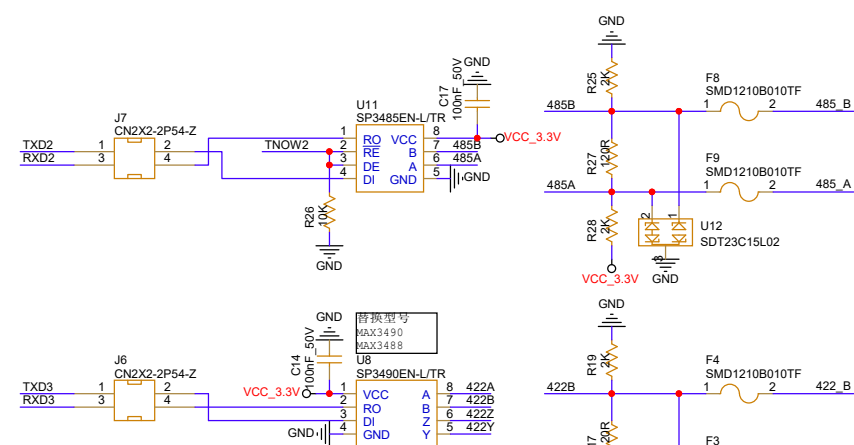 GND
J7
CN2X2-2P54-Z
TXD2
RXD2
1
3
2
4
TNOW2
R26
10K
GND
U11
SP3485EN-L/TR
1
2
3
4
RO
RE
DE
DI
VCC
B
A
GND
8
7
6
5
485B
485A
GND
C17
100nF_50V
GND
VCC_3.3V
R25
2K
485B
R27
120R
485A
R28
2K
VCC_3.3V
F8
SMD1210B010TF
1
2
485_B
F9
SMD1210B010TF
1
2
485_A
2
1
3
U12
SDT23C15L02
GND
J6
CN2X2-2P54-Z
TXD3
RXD3
1
3
2
4
GND
C14
100nF_50V
VCC_3.3V
GND
替换型号
MAX3490
MAX3488
U8
SP3490EN-L/TR
1
2
3
4
VCC
RO
DI
GND
A
B
Z
Y
8
7
6
5
422A
422B
422Z
422Y
GND
R19
2K
422B
F4
SMD1210B010TF
1
2
422_B
F3